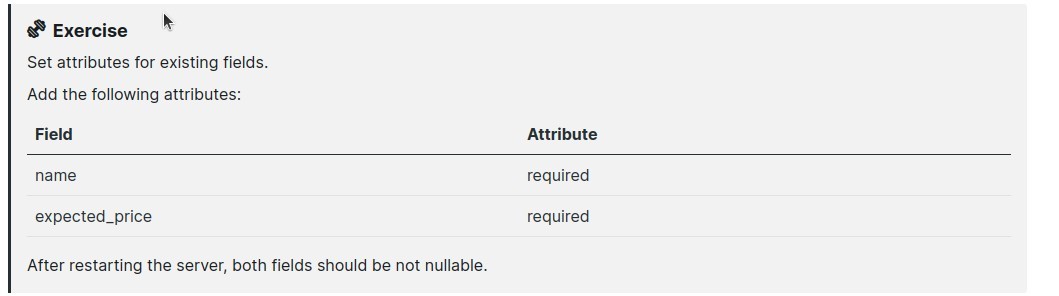 Exercise
Set attributes for existing fields.
Add the following attributes:
Field Attribute
name required
expected_price required
After restarting the server, both fields should be not nullable.